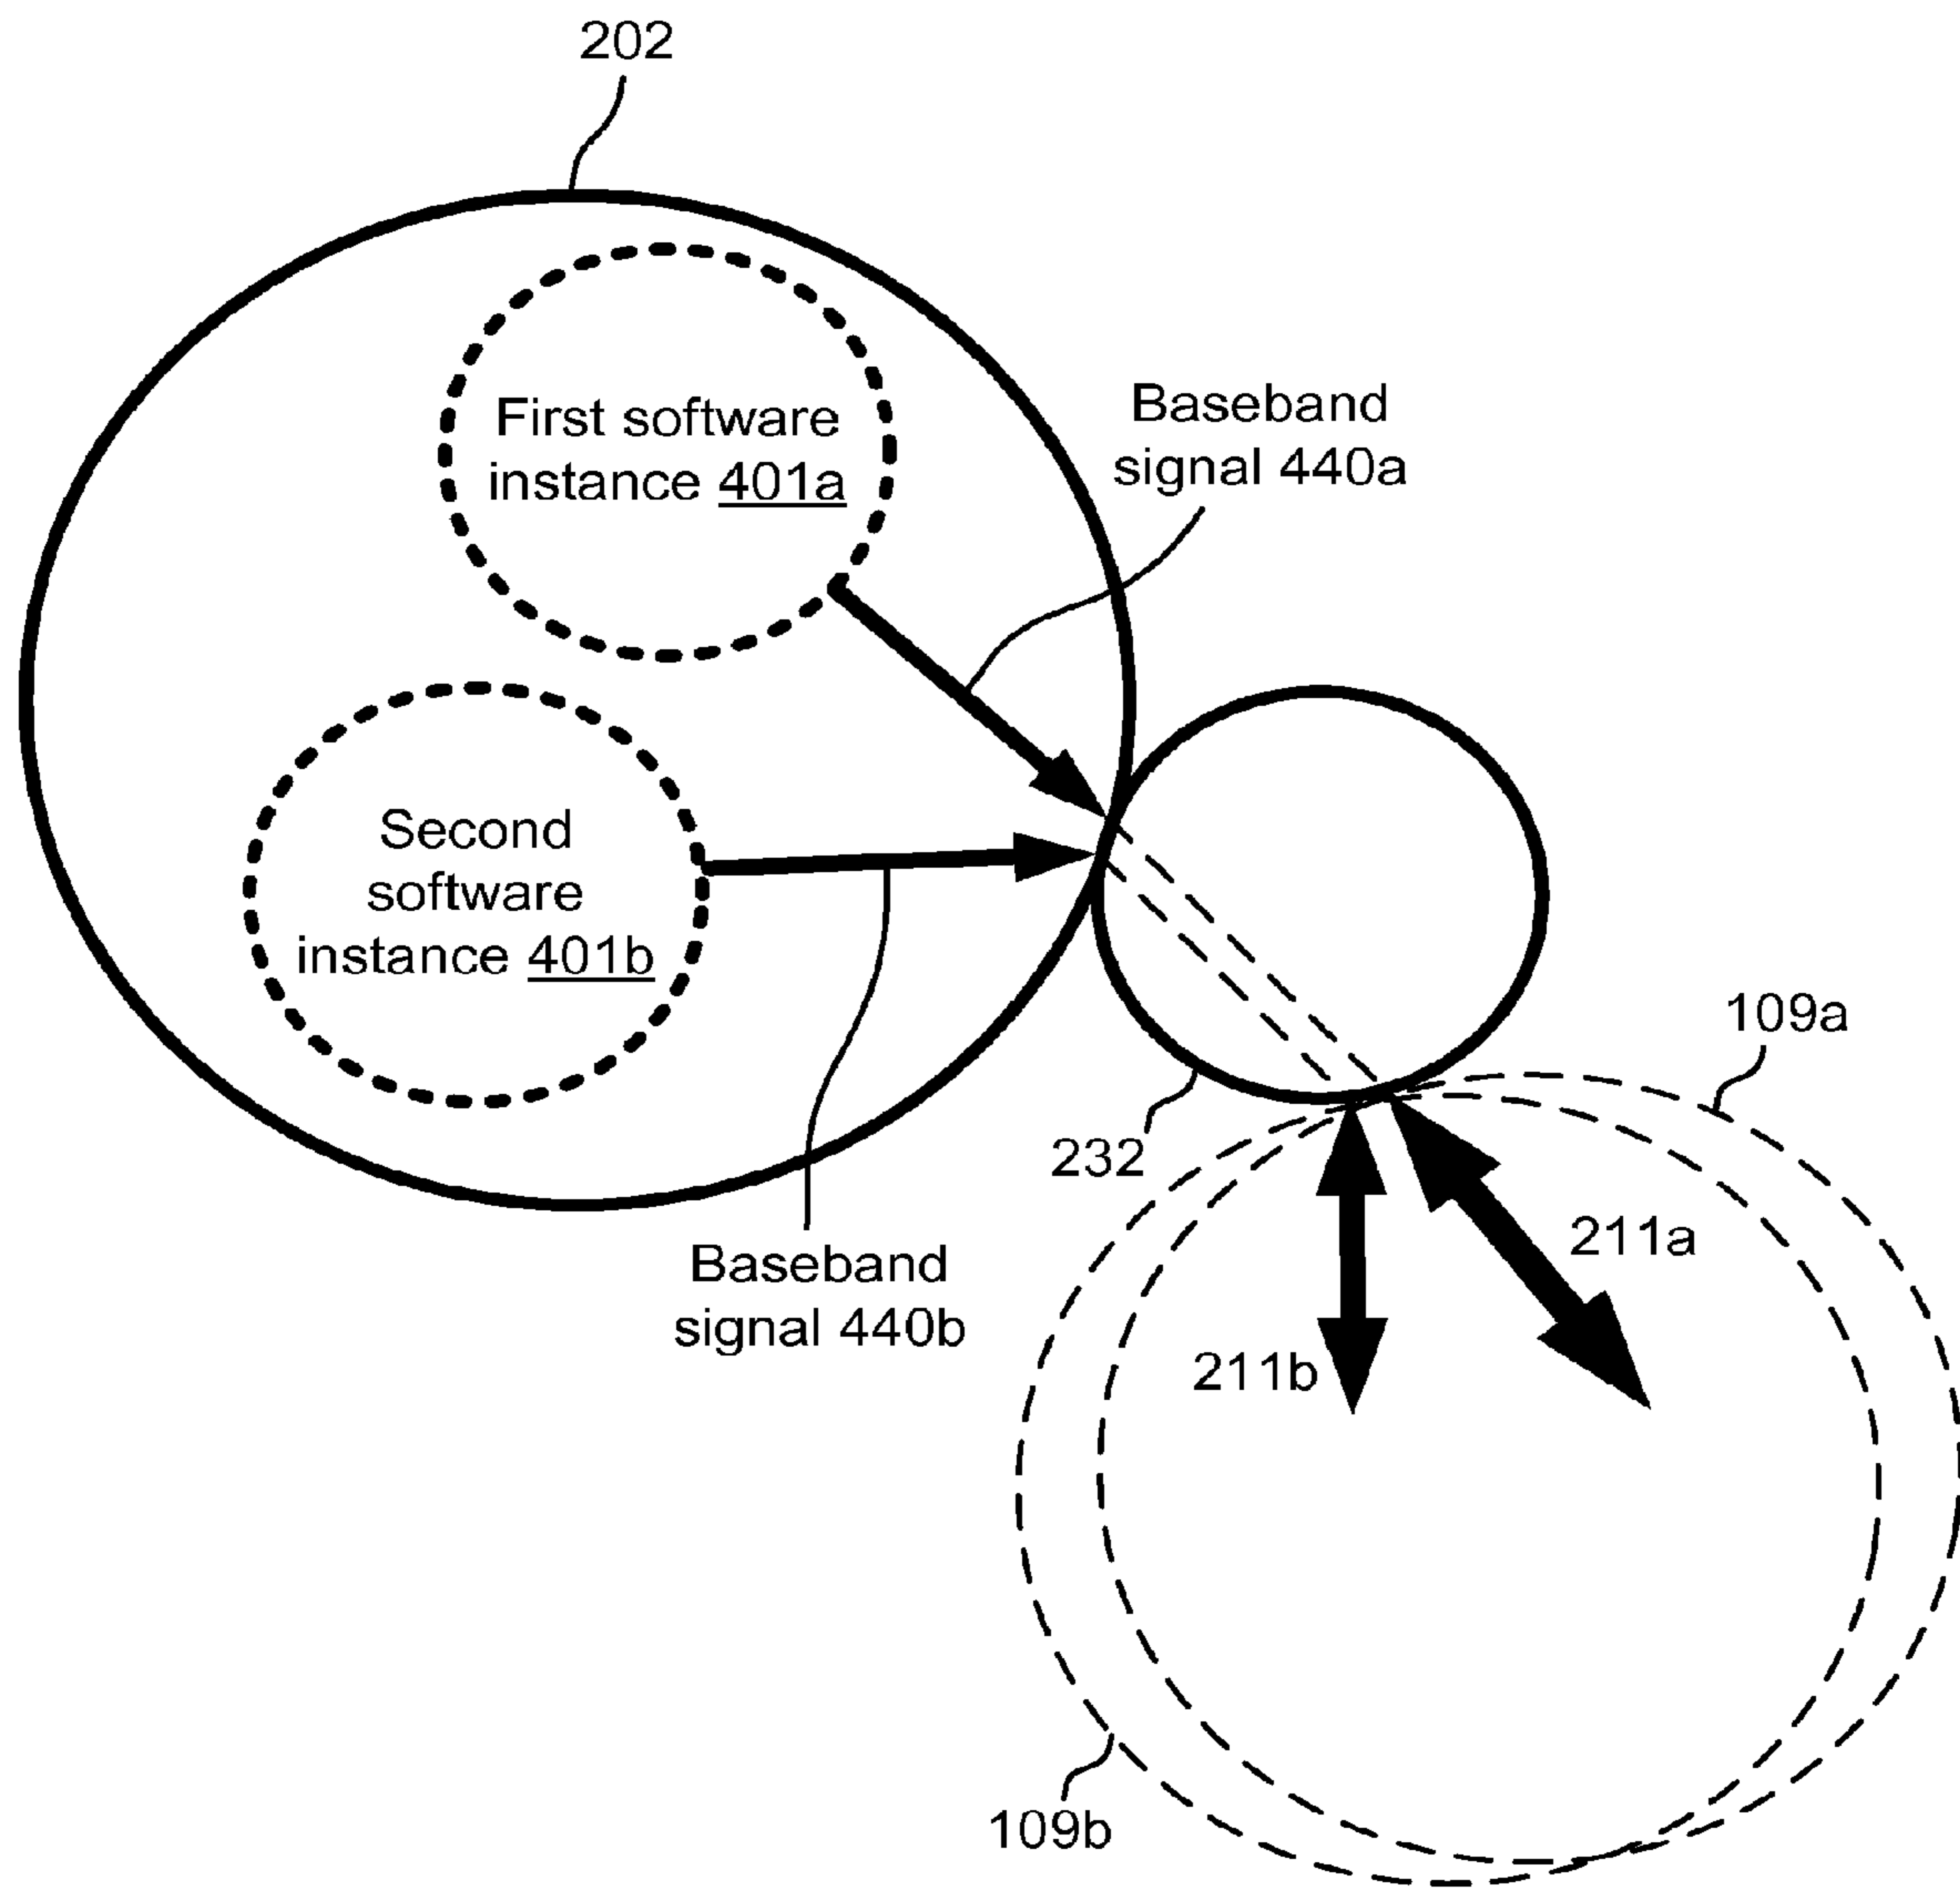 202
First software
instance 401a
Baseband
signal 440a
Second
software
instance 401b
109a
232
211a
Baseband
signal 440b
211b
109b